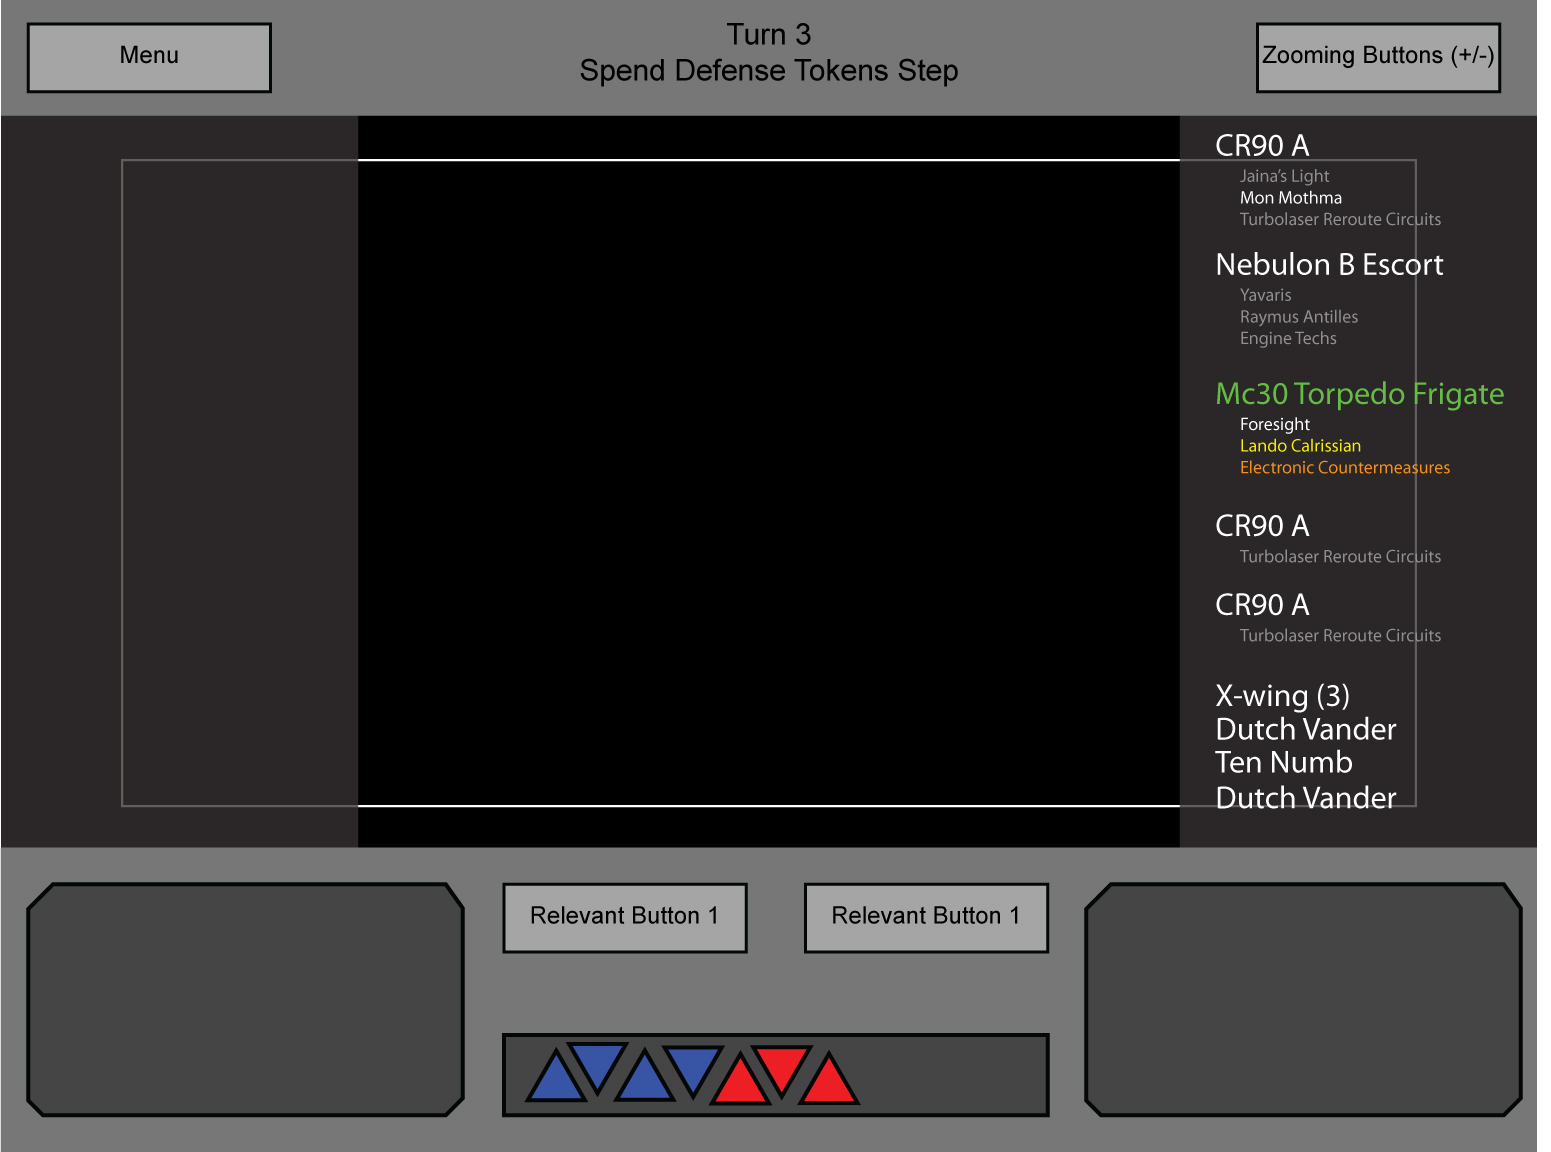 Menu
Turn 3
Spend Defense Tokens Step
Zooming Buttons (+/-)
CR90 A
Jaina's Light
Mon Mothma
Turbolaser Reroute Circuits
Nebulon B Escort
Yavaris
Raymus Antilles
Engine Techs
Mc30 Torpedo Frigate
Foresight
Lando Calrissian
Electronic Countermeasures
CR90 A
Turbolaser Reroute Circuits
CR90 A
Turbolaser Reroute Circuits
X-wing (3)
Dutch Vander
Ten Numb
Dutch Vander
Relevant Button 1
Relevant Button 1